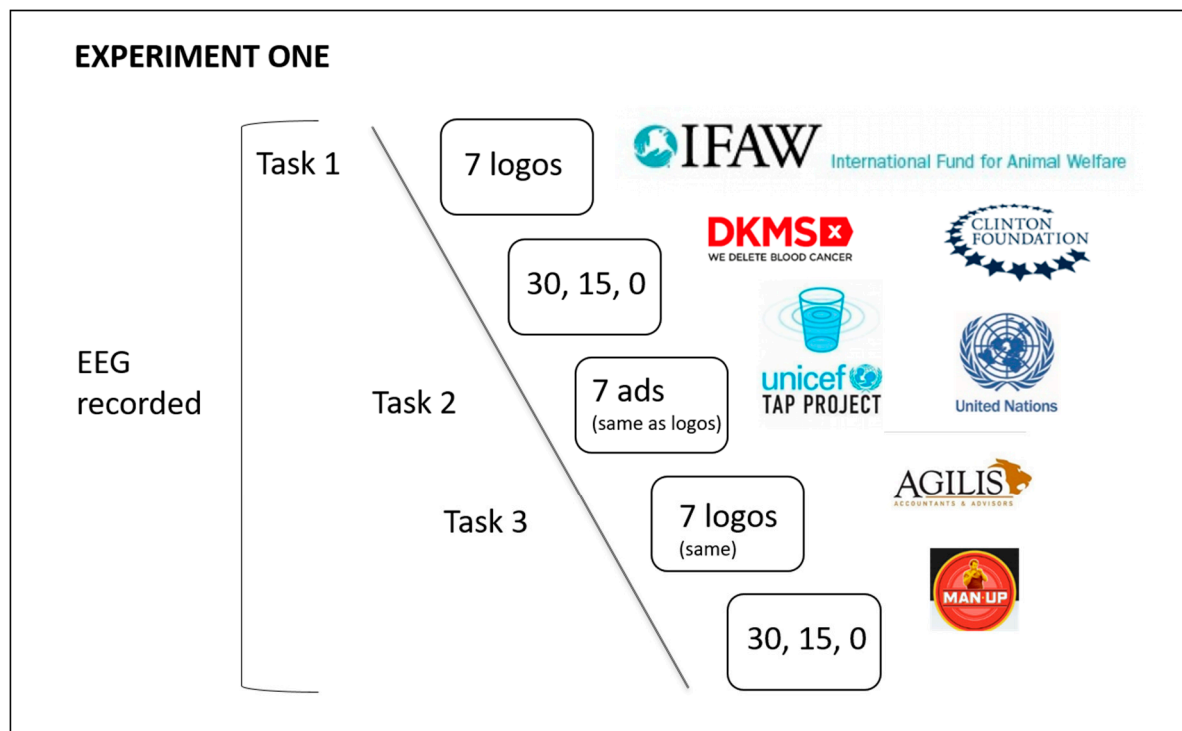 EXPERIMENT ONE
Task 1
7 logos
IFAW International Fund for Animal Welfare
DKMS x
WE DELETE BLOOD CANCER
CLINTON
FOUNDATION
30, 15, 0
EEG
recorded
Task 2
7 ads
(same as logos)
unicef
TAP PROJECT
United Nations
Task 3
7 logos
(same)
AGILIS
ACCOUNTANTS & ADVISORS
30, 15, 0
MAN·UP